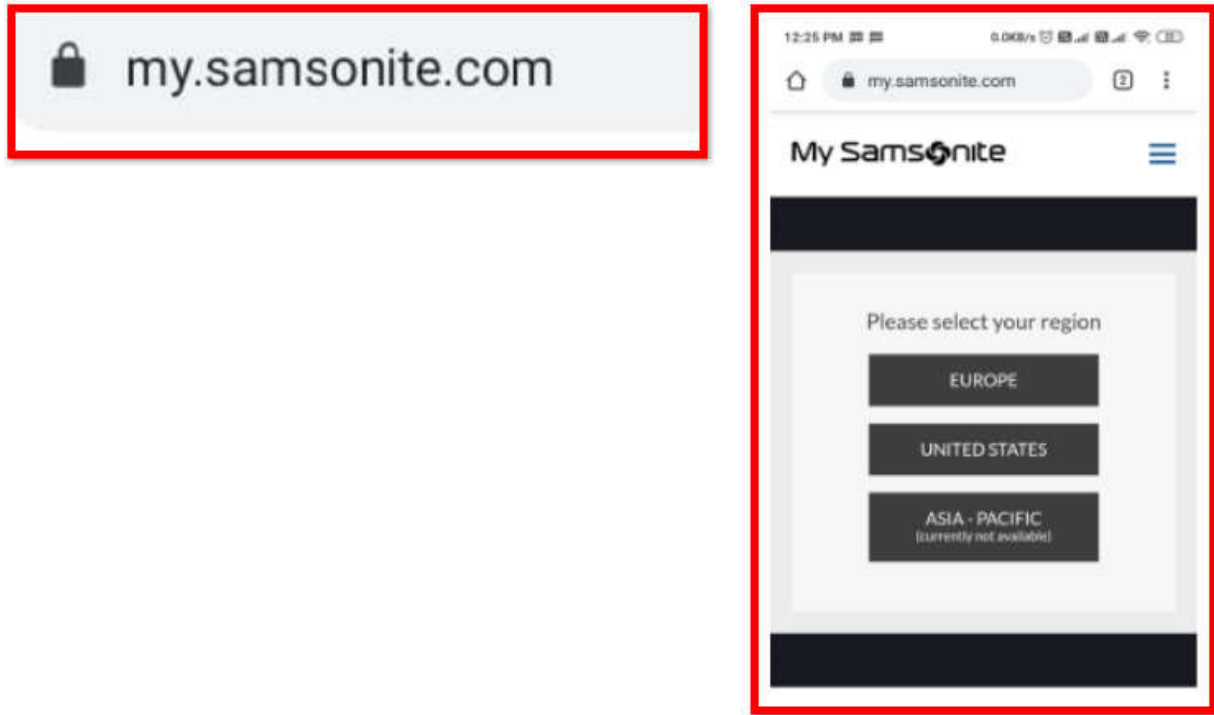 my.samsonite.com
12:25 PM 0.0KB/s
my.samsonite.com 2
My Samsonite
Please select your region
EUROPE
UNITED STATES
ASIA - PACIFIC
(currently not available)